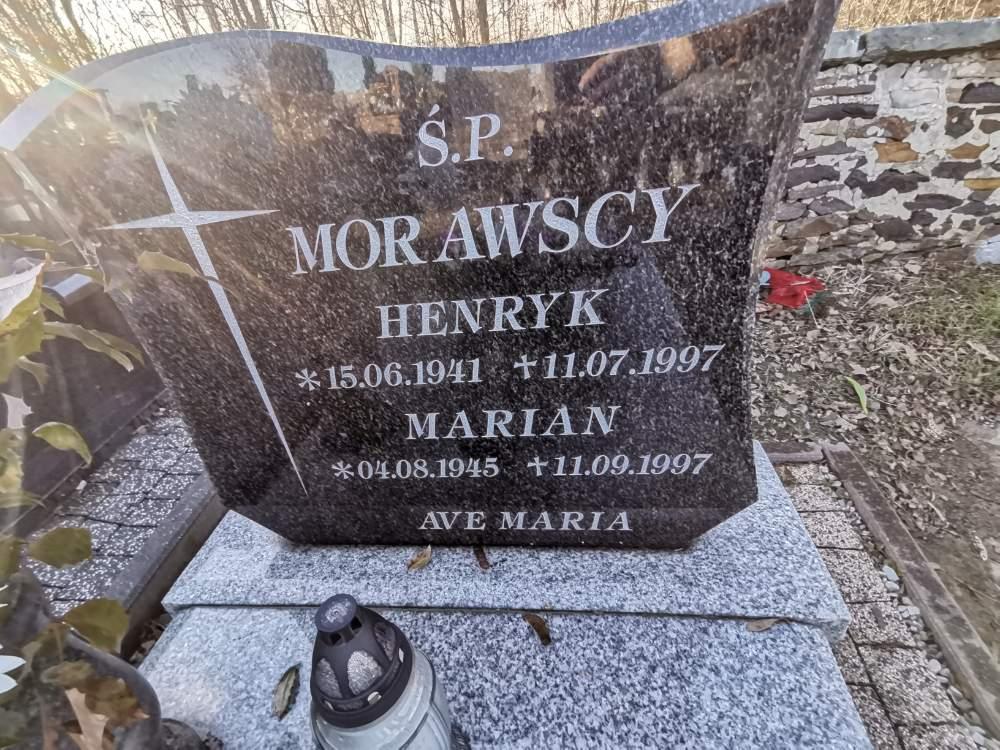 Ś.P.
MORAWSCY
HENRYK
*15.06.1941 ✝11.07.1997
MARIAN
*04.08.1945 ✝11.09.1997
AVE MARIA